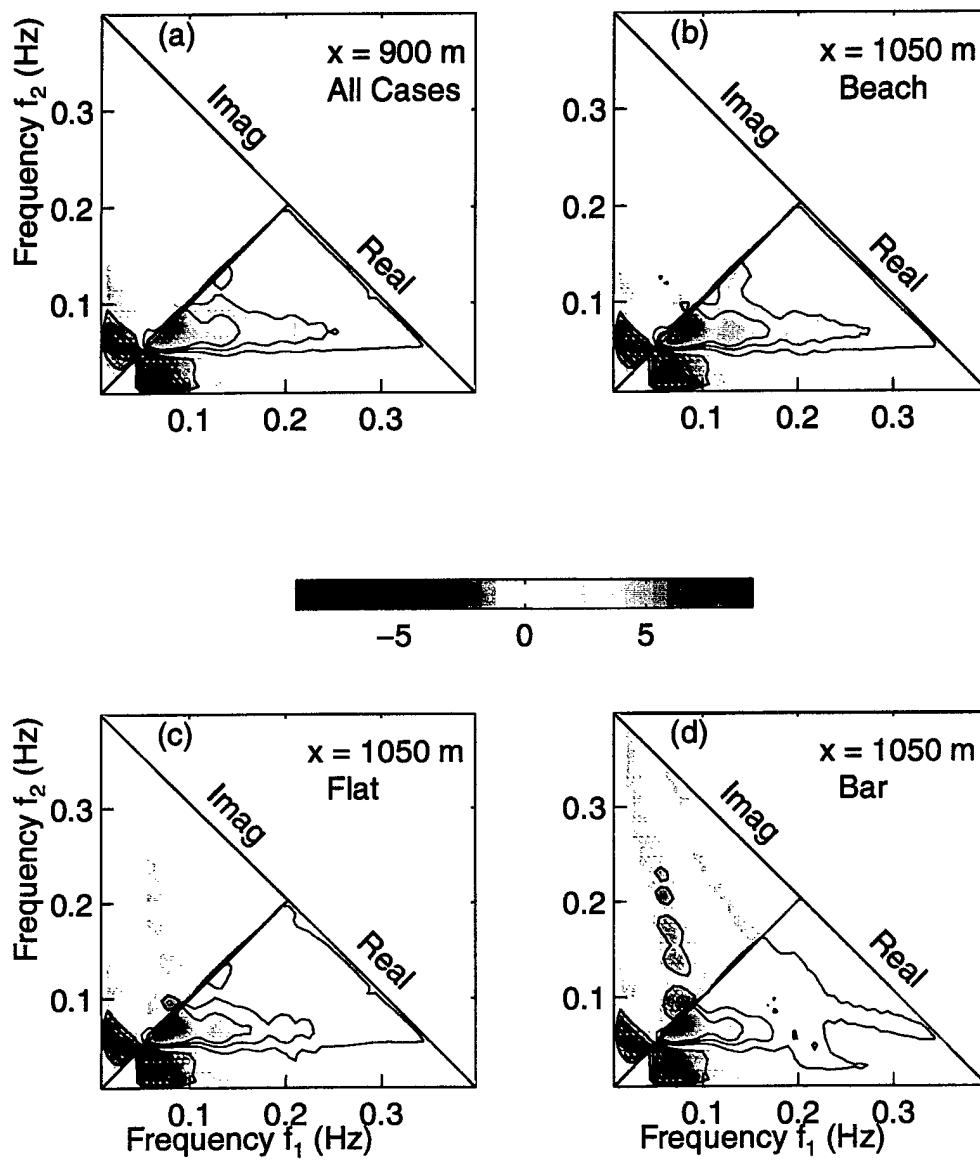 (a)
x = 900 m
All Cases
Imag
Real
Frequency f₂ (Hz)
0.3
0.2
0.1
0.1 0.2 0.3
(b)
x = 1050 m
Beach
Imag
Real
0.3
0.2
0.1
0.1 0.2 0.3
−5 0 5
(c)
x = 1050 m
Flat
Imag
Real
Frequency f₂ (Hz)
0.3
0.2
0.1
0.1 0.2 0.3
Frequency f₁ (Hz)
(d)
x = 1050 m
Bar
Imag
Real
0.3
0.2
0.1
0.1 0.2 0.3
Frequency f₁ (Hz)